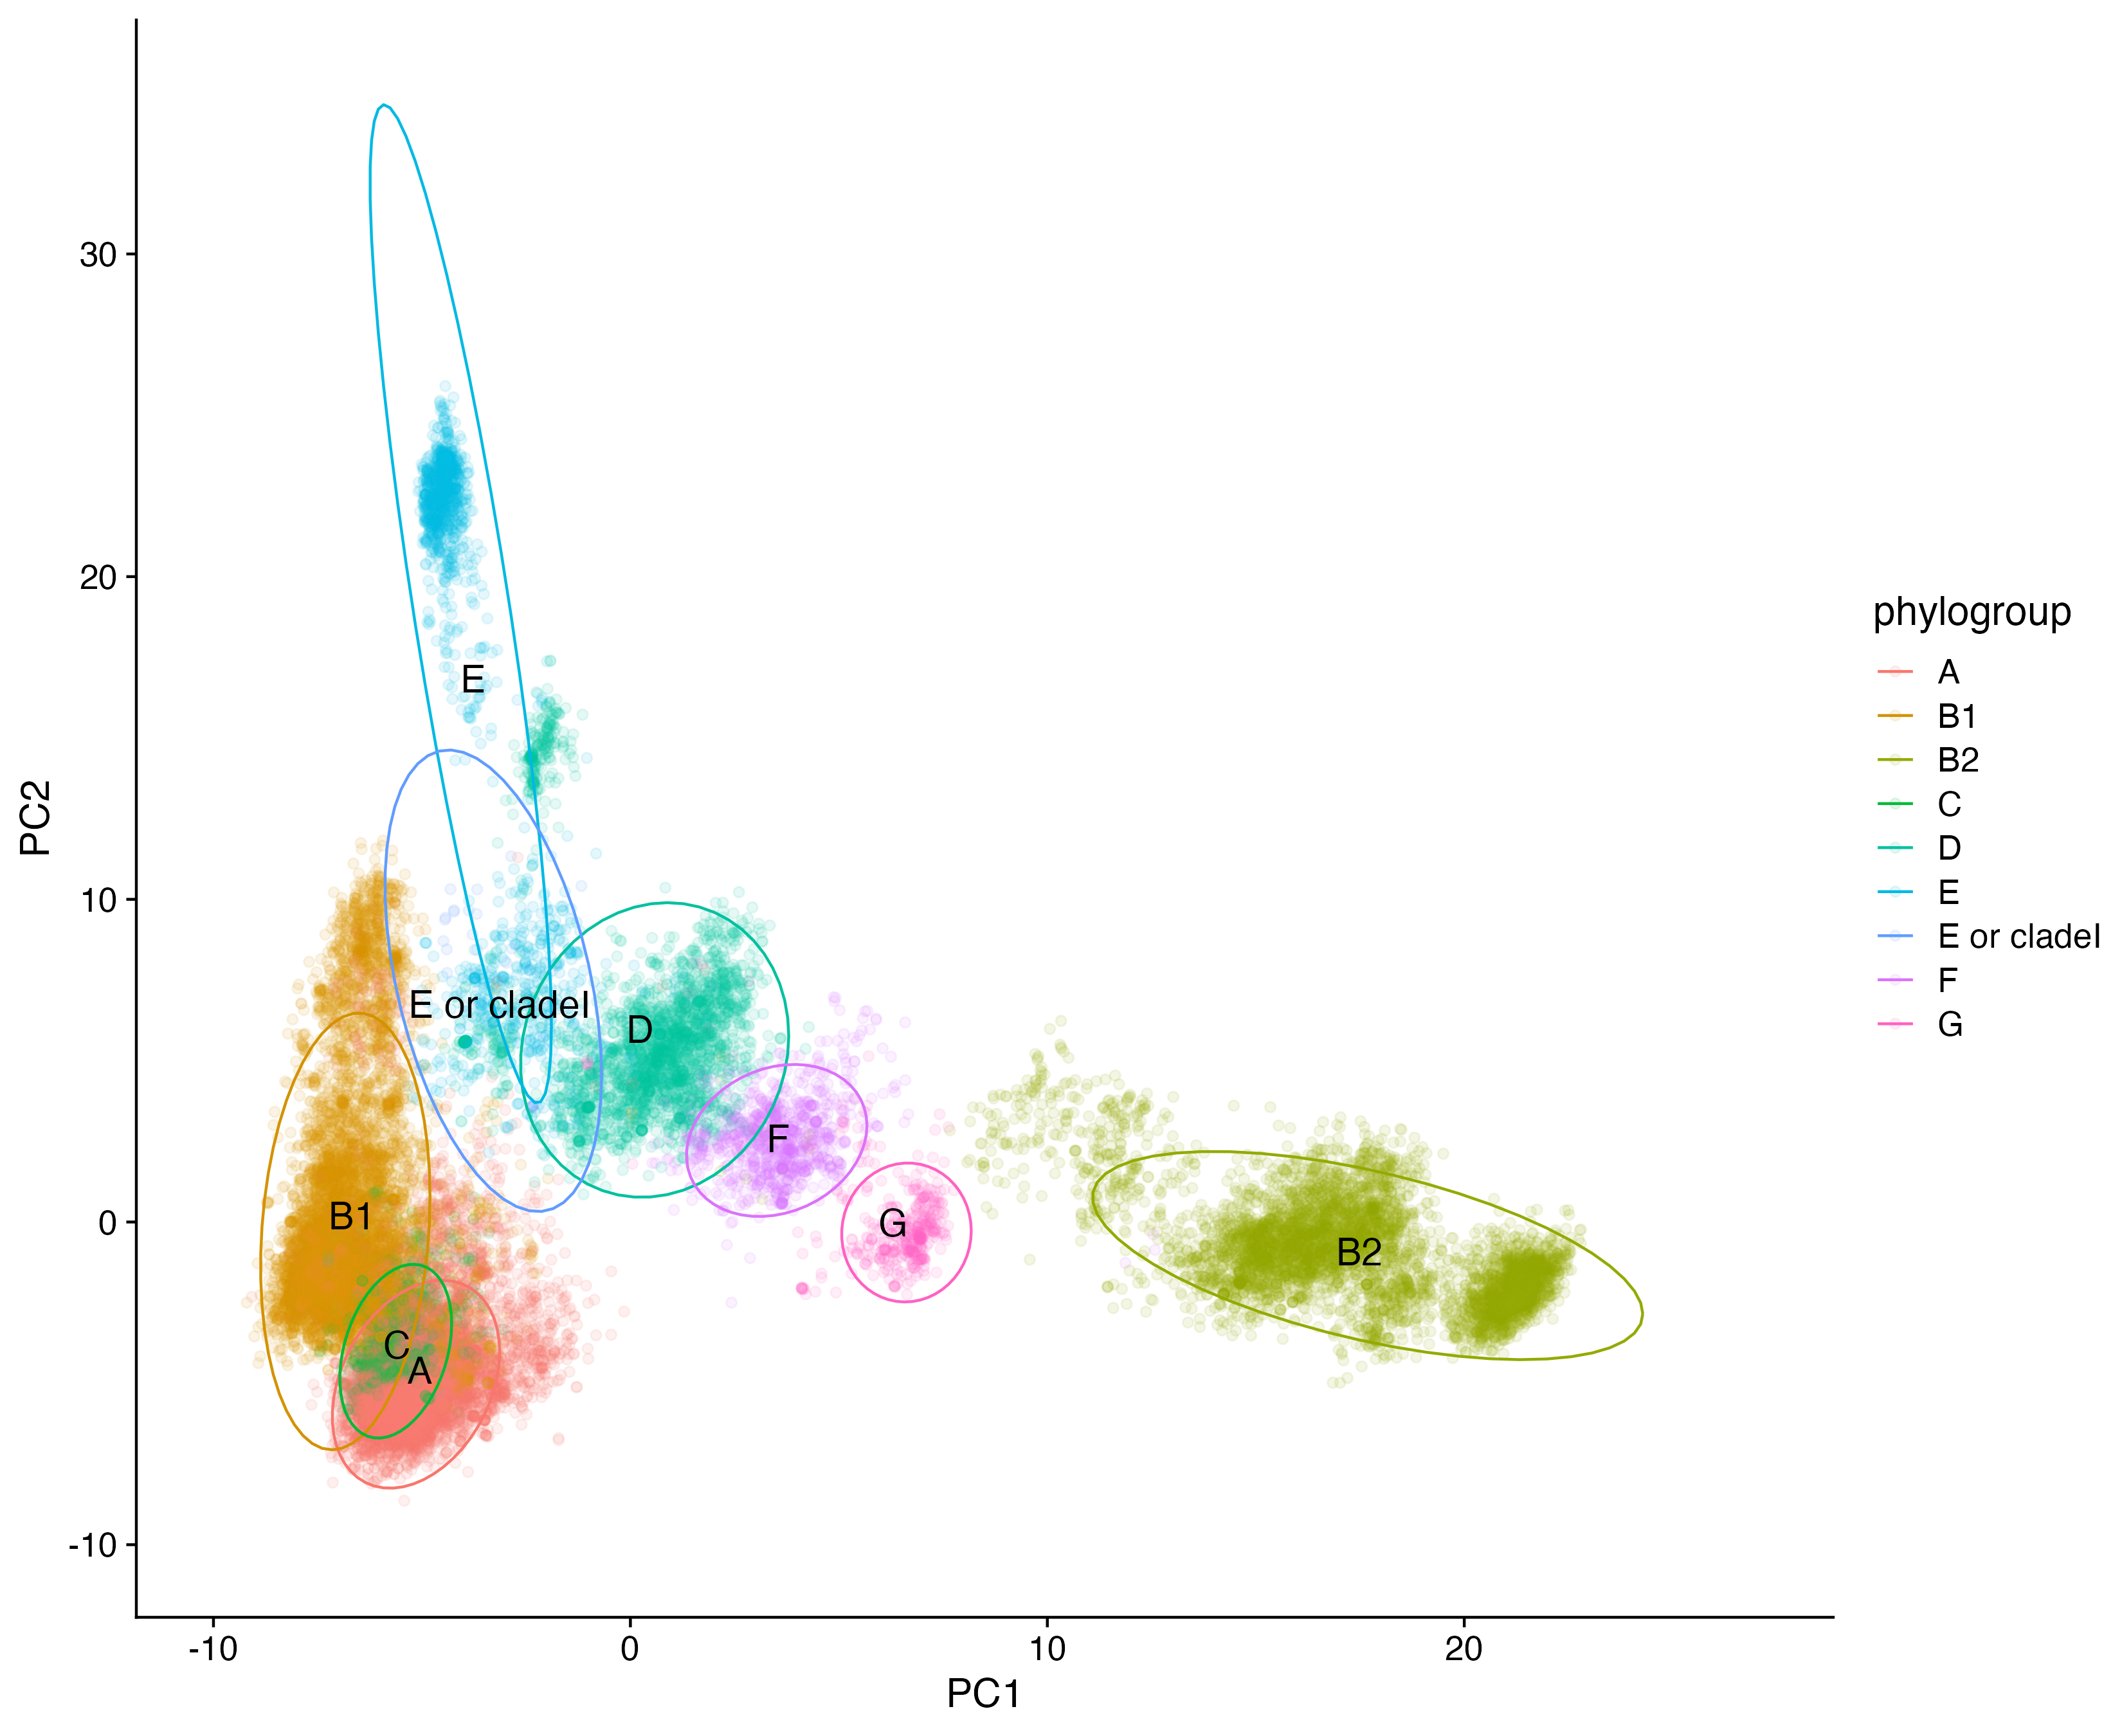 30
20
10
0
-10
-10
0
10
20
PC1
PC2
E
E or cladeI
D
F
G
B1
B2
C
A
phylogroup
A
B1
B2
C
D
E
E or cladeI
F
G